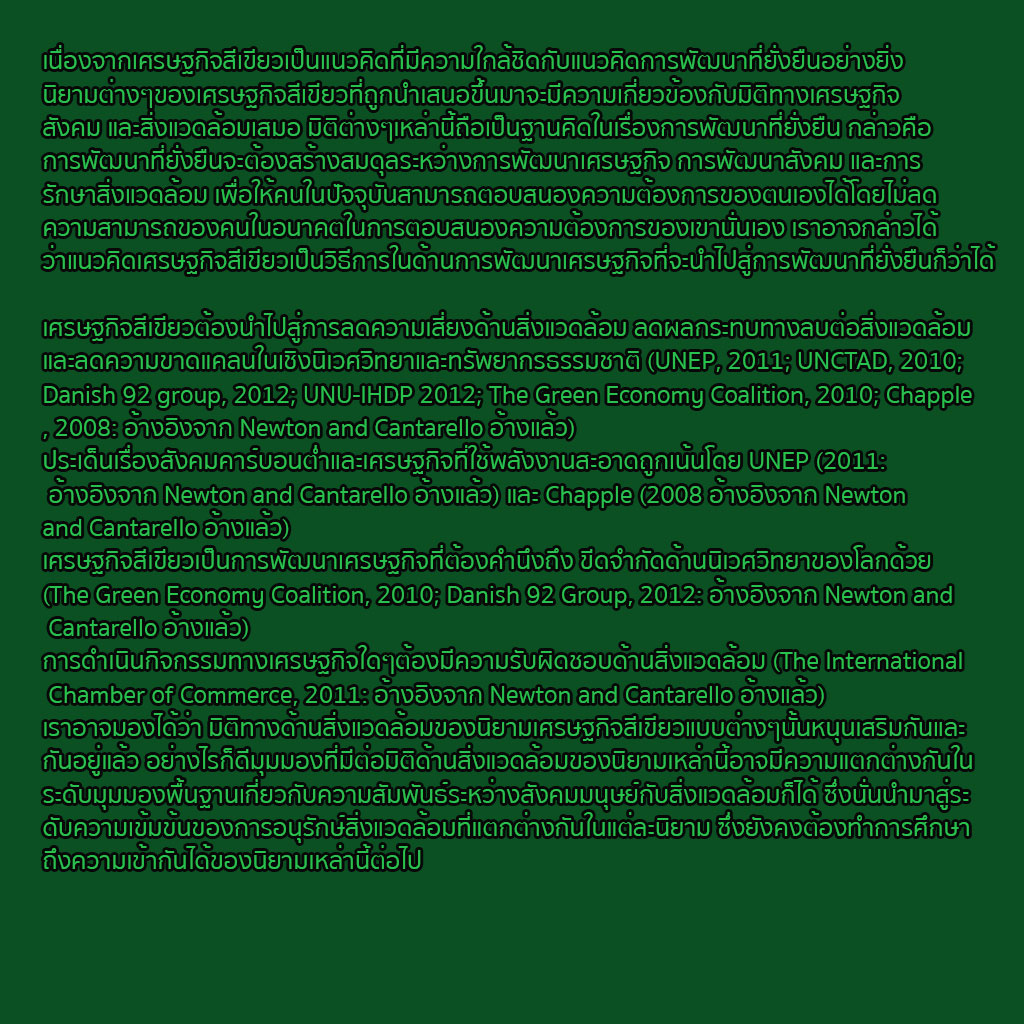 เนื่องจากเศรษฐกิจสีเขียวเป็นแนวคิดที่มีความใกล้ชิดกับแนวคิดการพัฒนาที่ยั่งยืนอย่างยิ่ง
นิยามต่างๆของเศรษฐกิจสีเขียวที่ถูกนำเสนอขึ้นมาจะมีความเกี่ยวข้องกับมิติทางเศรษฐกิจ
สังคม และสิ่งแวดล้อมเสมอ มิติต่างๆเหล่านี้ถือเป็นฐานคิดในเรื่องการพัฒนาที่ยั่งยืน กล่าวคือ
การพัฒนาที่ยั่งยืนจะต้องสร้างสมดุลระหว่างการพัฒนาเศรษฐกิจ การพัฒนาสังคม และการ
รักษาสิ่งแวดล้อม เพื่อให้คนในปัจจุบันสามารถตอบสนองความต้องการของตนเองได้โดยไม่ลด
ความสามารถของคนในอนาคตในการตอบสนองความต้องการของเขานั่นเอง เราอาจกล่าวได้
ว่าแนวคิดเศรษฐกิจสีเขียวเป็นวิธีการในด้านการพัฒนาเศรษฐกิจที่จะนำไปสู่การพัฒนาที่ยั่งยืนก็ว่าได้
เศรษฐกิจสีเขียวต้องนำไปสู่การลดความเสี่ยงด้านสิ่งแวดล้อม ลดผลกระทบทางลบต่อสิ่งแวดล้อม
และลดความขาดแคลนในเชิงนิเวศวิทยาและทรัพยากรธรรมชาติ (UNEP, 2011; UNCTAD, 2010;
Danish 92 group, 2012; UNU-IHDP 2012; The Green Economy Coalition, 2010; Chapple
, 2008: อ้างอิงจาก Newton and Cantarello อ้างแล้ว)
ประเด็นเรื่องสังคมคาร์บอนต่ำและเศรษฐกิจที่ใช้พลังงานสะอาดถูกเน้นโดย UNEP (2011:
อ้างอิงจาก Newton and Cantarello อ้างแล้ว) และ Chapple (2008 อ้างอิงจาก Newton
and Cantarello อ้างแล้ว)
เศรษฐกิจสีเขียวเป็นการพัฒนาเศรษฐกิจที่ต้องคำนึงถึง ขีดจำกัดด้านนิเวศวิทยาของโลกด้วย
(The Green Economy Coalition, 2010; Danish 92 Group, 2012: อ้างอิงจาก Newton and
Cantarello อ้างแล้ว)
การดำเนินกิจกรรมทางเศรษฐกิจใดๆต้องมีความรับผิดชอบด้านสิ่งแวดล้อม (The International
Chamber of Commerce, 2011: อ้างอิงจาก Newton and Cantarello อ้างแล้ว)
เราอาจมองได้ว่า มิติทางด้านสิ่งแวดล้อมของนิยามเศรษฐกิจสีเขียวแบบต่างๆนั้นหนุนเสริมกันและ
กันอยู่แล้ว อย่างไรก็ดีมุมมองที่มีต่อมิติด้านสิ่งแวดล้อมของนิยามเหล่านี้อาจมีความแตกต่างกันใน
ระดับมุมมองพื้นฐานเกี่ยวกับความสัมพันธ์ระหว่างสังคมมนุษย์กับสิ่งแวดล้อมก็ได้ ซึ่งนั่นนำมาสู่ระ
ดับความเข้มข้นของการอนุรักษ์สิ่งแวดล้อมที่แตกต่างกันในแต่ละนิยาม ซึ่งยังคงต้องทำการศึกษา
ถึงความเข้ากันได้ของนิยามเหล่านี้ต่อไป